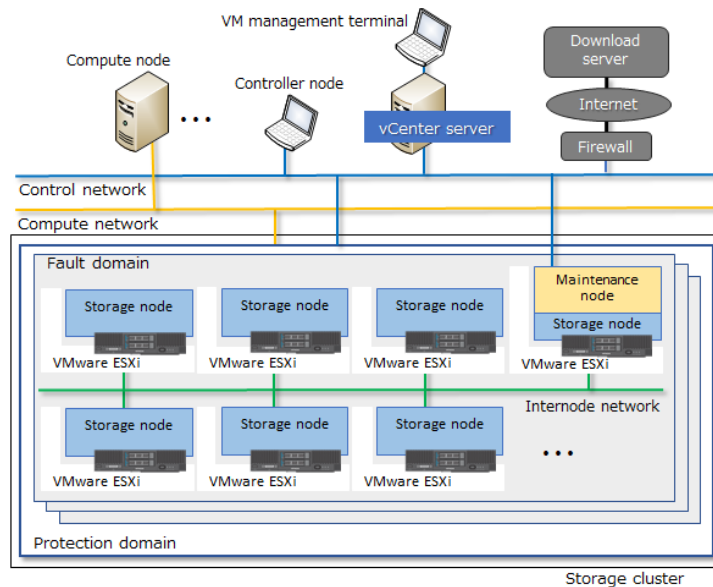 VM management terminal
Compute node
Controller node
vCenter server
Download
server
Internet
Firewall
Control network
Compute network
Fault domain
Storage node
VMware ESXi
Storage node
VMware ESXi
Storage node
VMware ESXi
Maintenance
node
Storage node
VMware ESXi
Internode network
Storage node
VMware ESXi
Storage node
VMware ESXi
Storage node
VMware ESXi
Protection domain
Storage cluster